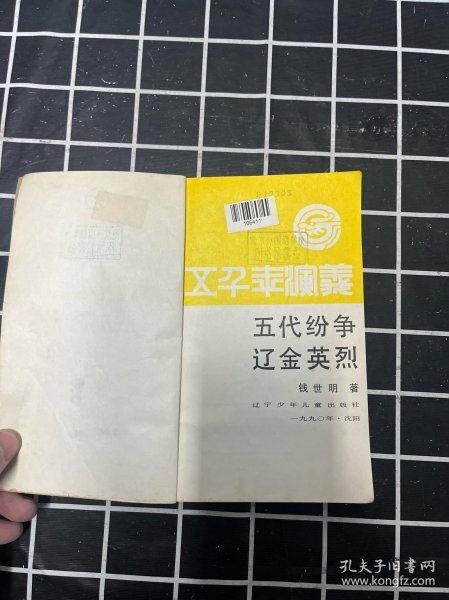 106411
五千年演義
五代纷争
辽金英烈
钱世明 著
辽宁少年儿童出版社
一九九〇年·沈阳
孔夫子旧书网
www.kongfz.com